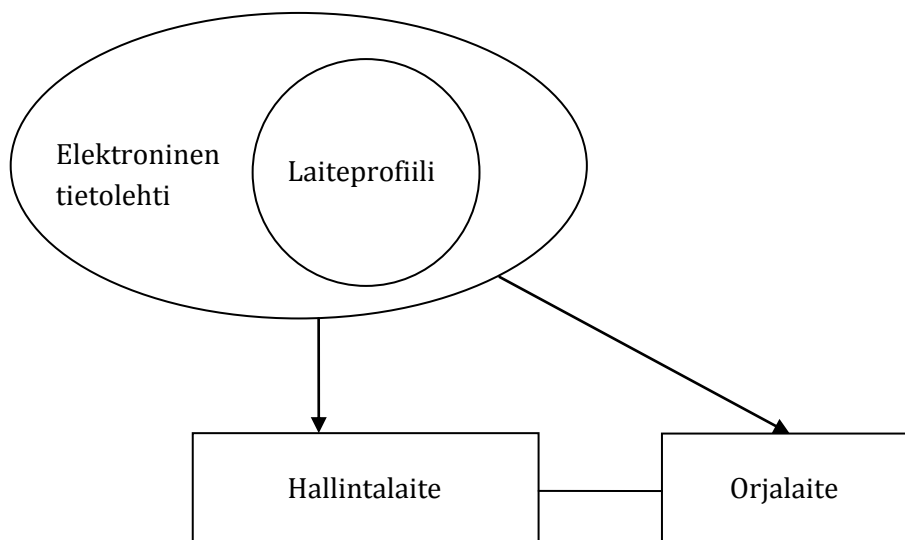 Elektroninen
tietolehti
Laiteprofiili
Hallintalaite
Orjalaite